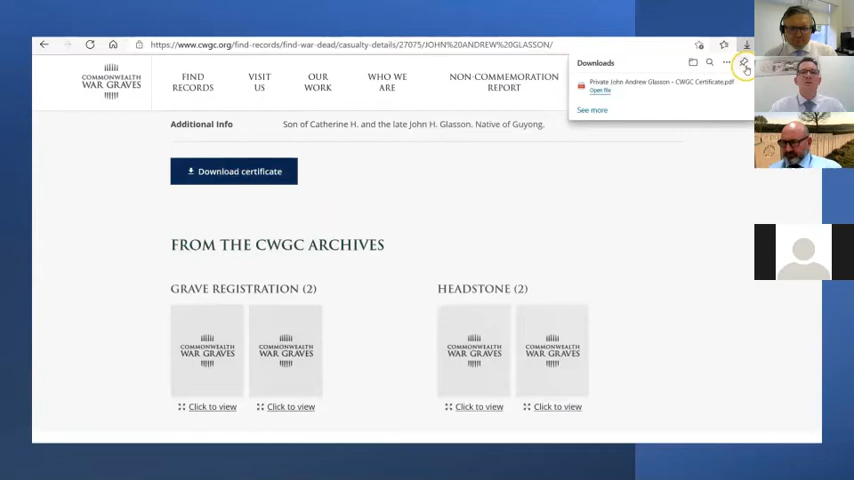 https://www.cwgc.org/find-records/find-war-dead/casualty-details/27075/JOHN%20ANDREW%20GLASSON/
Downloads
Private John Andrew Glasson - CWGC Certificate.pdf
Open file
See more
COMMONWEALTH
WAR GRAVES
FIND
RECORDS
VISIT
US
OUR
WORK
WHO WE
ARE
NON-COMMEMORATION
REPORT
Additional Info
Son of Catherine H. and the late John H. Glasson. Native of Guyong.
Download certificate
FROM THE CWGC ARCHIVES
GRAVE REGISTRATION (2)
HEADSTONE (2)
COMMONWEALTH
WAR GRAVES
COMMONWEALTH
WAR GRAVES
COMMONWEALTH
WAR GRAVES
COMMONWEALTH
WAR GRAVES
Click to view
Click to view
Click to view
Click to view